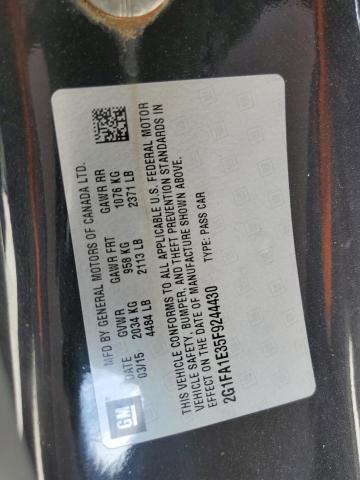 MFD BY GENERAL MOTORS OF CANADA LTD.
DATE GVWR GAWR FRT GAWR RR
03/15 2034 KG 958 KG 1076 KG
4484 LB 2113 LB 2371 LB
GM
THIS VEHICLE CONFORMS TO ALL APPLICABLE U.S. FEDERAL MOTOR
VEHICLE SAFETY, BUMPER, AND THEFT PREVENTION STANDARDS IN
EFFECT ON THE DATE OF MANUFACTURE SHOWN ABOVE.
2G1FA1E35F9244430 TYPE: PASS CAR